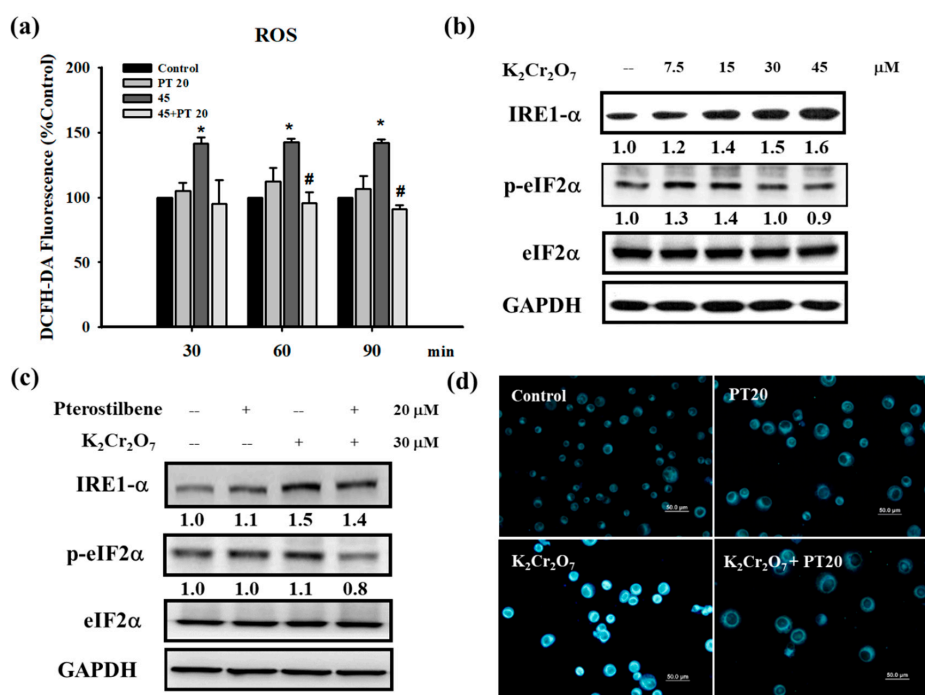 (a)
ROS
DCFH-DA Fluorescence (%Control)
200
150
100
50
0
Control
PT 20
45
45+PT 20
*
*
*
#
#
30 60 90 min
(b)
K₂Cr₂O₇ -- 7.5 15 30 45 μM
IRE1-α
1.0 1.2 1.4 1.5 1.6
p-eIF2α
1.0 1.3 1.4 1.0 0.9
eIF2α
GAPDH
(c)
Pterostilbene -- + -- + 20 μM
K₂Cr₂O₇ -- -- + + 30 μM
IRE1-α
1.0 1.1 1.5 1.4
p-eIF2α
1.0 1.0 1.1 0.8
eIF2α
GAPDH
(d)
Control
50.0 μm
PT20
50.0 μm
K₂Cr₂O₇
50.0 μm
K₂Cr₂O₇ + PT20
50.0 μm